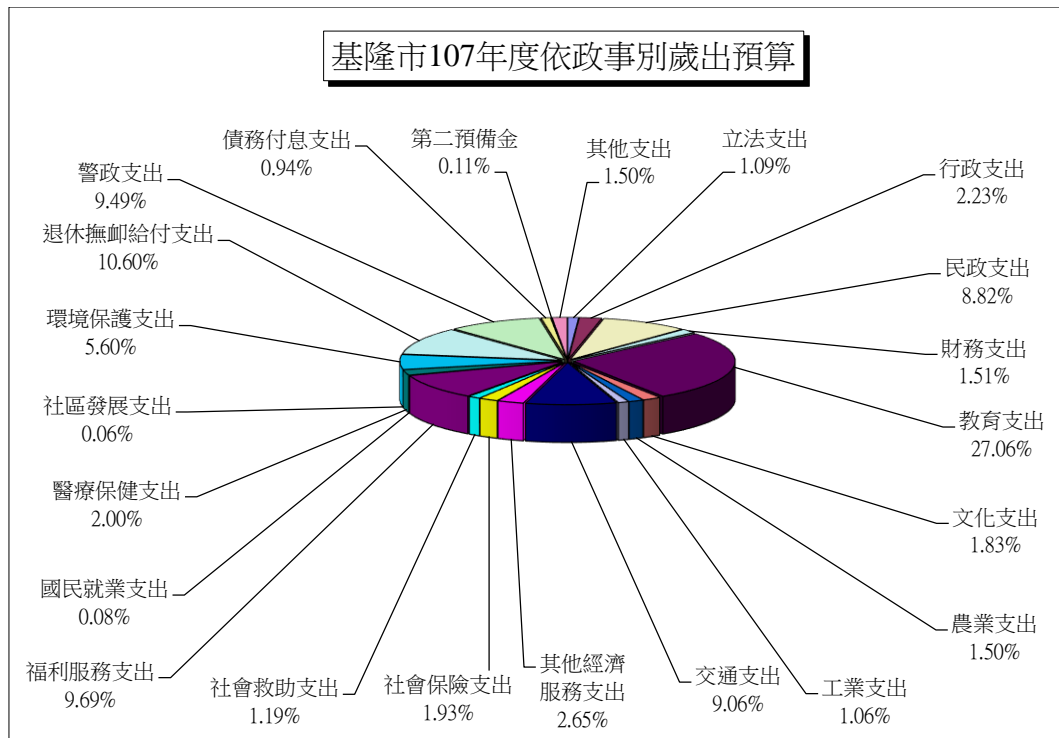 基隆市107年度依政事別歲出預算
其他支出
1.50%
立法支出
1.09%
行政支出
2.23%
民政支出
8.82%
財務支出
1.51%
教育支出
27.06%
文化支出
1.83%
農業支出
1.50%
工業支出
1.06%
交通支出
9.06%
其他經濟
服務支出
2.65%
社會保險支出
1.93%
社會救助支出
1.19%
福利服務支出
9.69%
國民就業支出
0.08%
醫療保健支出
2.00%
社區發展支出
0.06%
環境保護支出
5.60%
退休撫卹給付支出
10.60%
警政支出
9.49%
債務付息支出
0.94%
第二預備金
0.11%